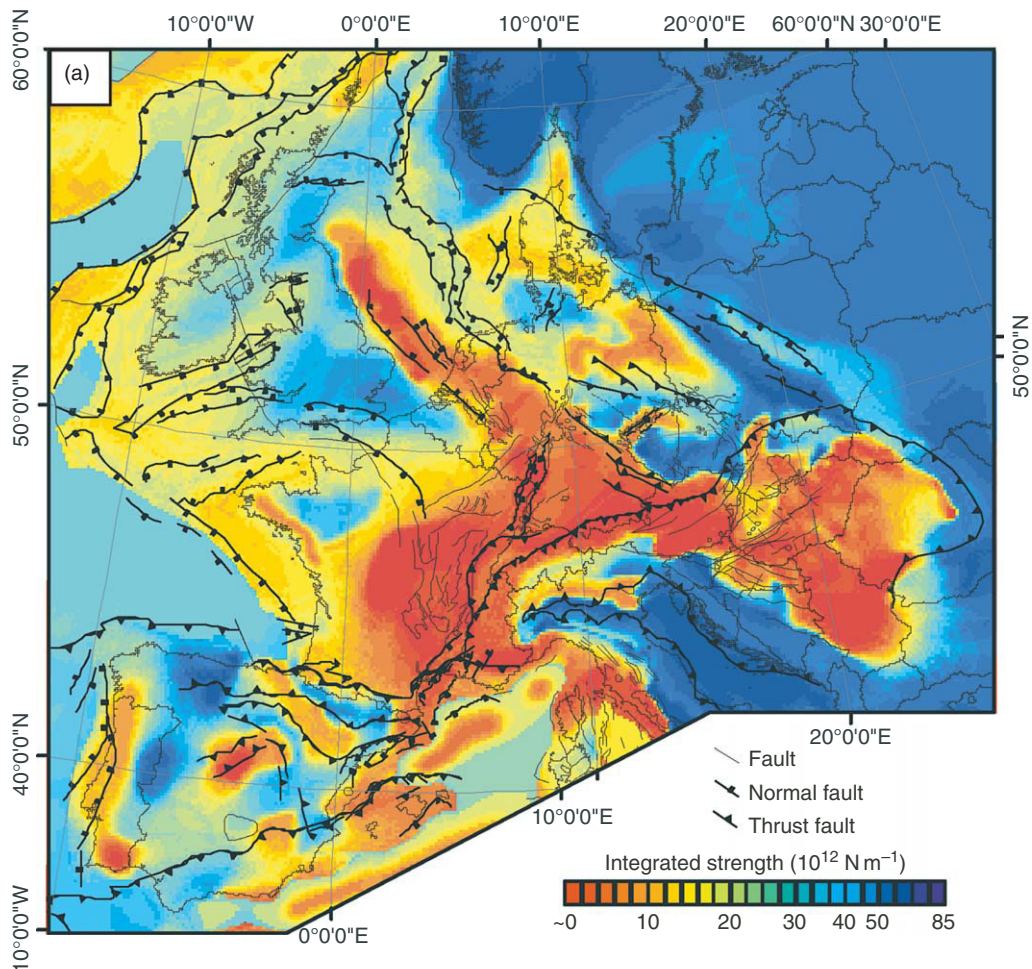 10°0'0"W 0°0'0"E 10°0'0"E 20°0'0"E 60°0'0"N 30°0'0"E
60°0'0"N
(a)
50°0'0"N
50°0'0"N
40°0'0"N
10°0'0"W
0°0'0"E
10°0'0"E
20°0'0"E
Fault
Normal fault
Thrust fault
Integrated strength (10¹² N m⁻¹)
~0 10 20 30 40 50 85